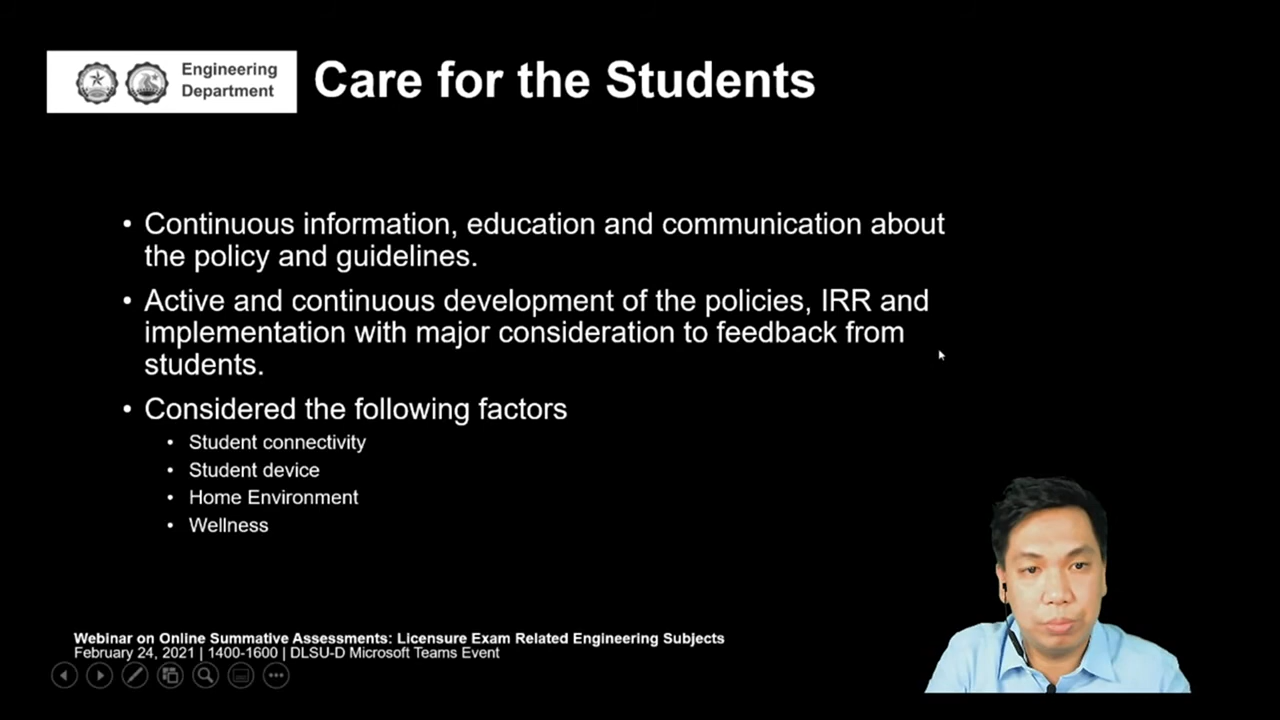 Engineering
Department
Care for the Students
• Continuous information, education and communication about
the policy and guidelines.
• Active and continuous development of the policies, IRR and
implementation with major consideration to feedback from
students.
• Considered the following factors
• Student connectivity
• Student device
• Home Environment
• Wellness
Webinar on Online Summative Assessments: Licensure Exam Related Engineering Subjects
February 24, 2021 | 1400-1600 | DLSU-D Microsoft Teams Event